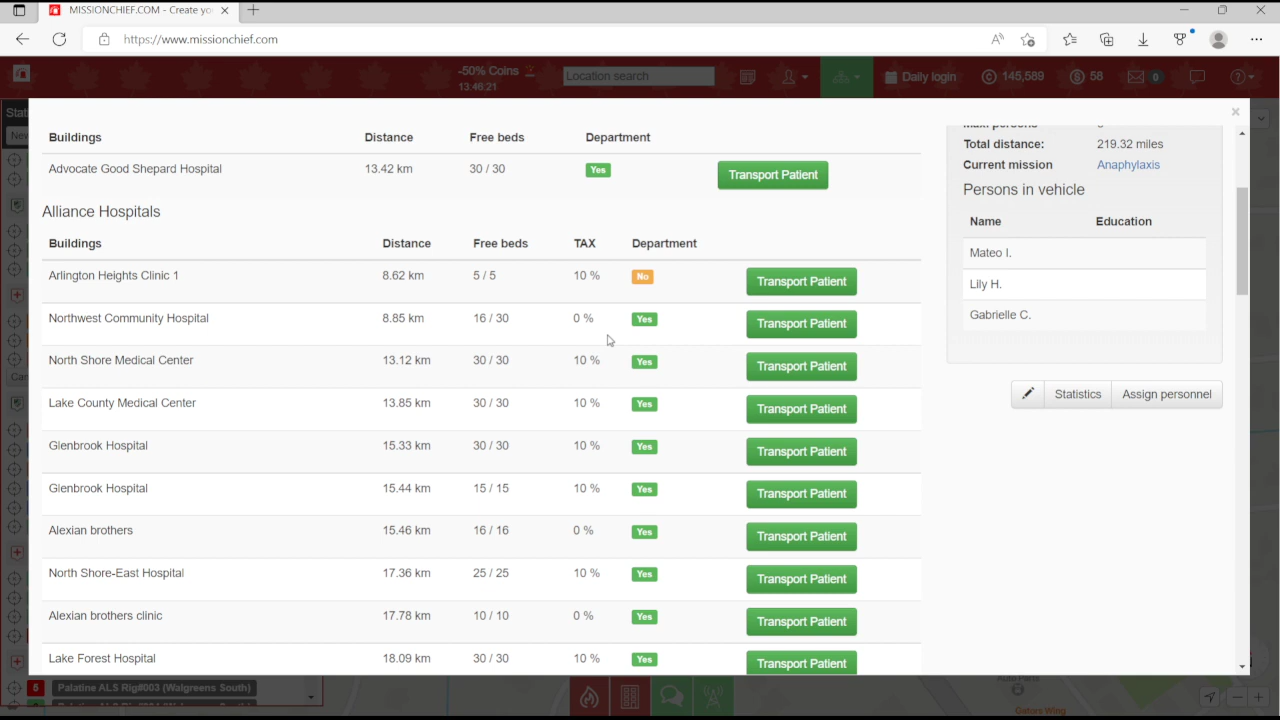 MISSIONCHIEF.COM - Create yo
https://www.missionchief.com
-50% Coins
13:46:21
Location search
Daily login
145,589
58
0
Stat
New
Buildings Distance Free beds Department
Advocate Good Shepard Hospital 13.42 km 30 / 30 Yes Transport Patient
Alliance Hospitals
Buildings Distance Free beds TAX Department
Arlington Heights Clinic 1 8.62 km 5 / 5 10 % No Transport Patient
Northwest Community Hospital 8.85 km 16 / 30 0 % Yes Transport Patient
North Shore Medical Center 13.12 km 30 / 30 10 % Yes Transport Patient
Lake County Medical Center 13.85 km 30 / 30 10 % Yes Transport Patient
Glenbrook Hospital 15.33 km 30 / 30 10 % Yes Transport Patient
Glenbrook Hospital 15.44 km 15 / 15 10 % Yes Transport Patient
Alexian brothers 15.46 km 16 / 16 0 % Yes Transport Patient
North Shore-East Hospital 17.36 km 25 / 25 10 % Yes Transport Patient
Alexian brothers clinic 17.78 km 10 / 10 0 % Yes Transport Patient
Lake Forest Hospital 18.09 km 30 / 30 10 % Yes Transport Patient
Total distance: 219.32 miles
Current mission Anaphylaxis
Persons in vehicle
Name Education
Mateo I.
Lily H.
Gabrielle C.
Statistics Assign personnel
Can
5 Palatine ALS Rig#003 (Walgreens South)
Auto Parts
Gators Wing